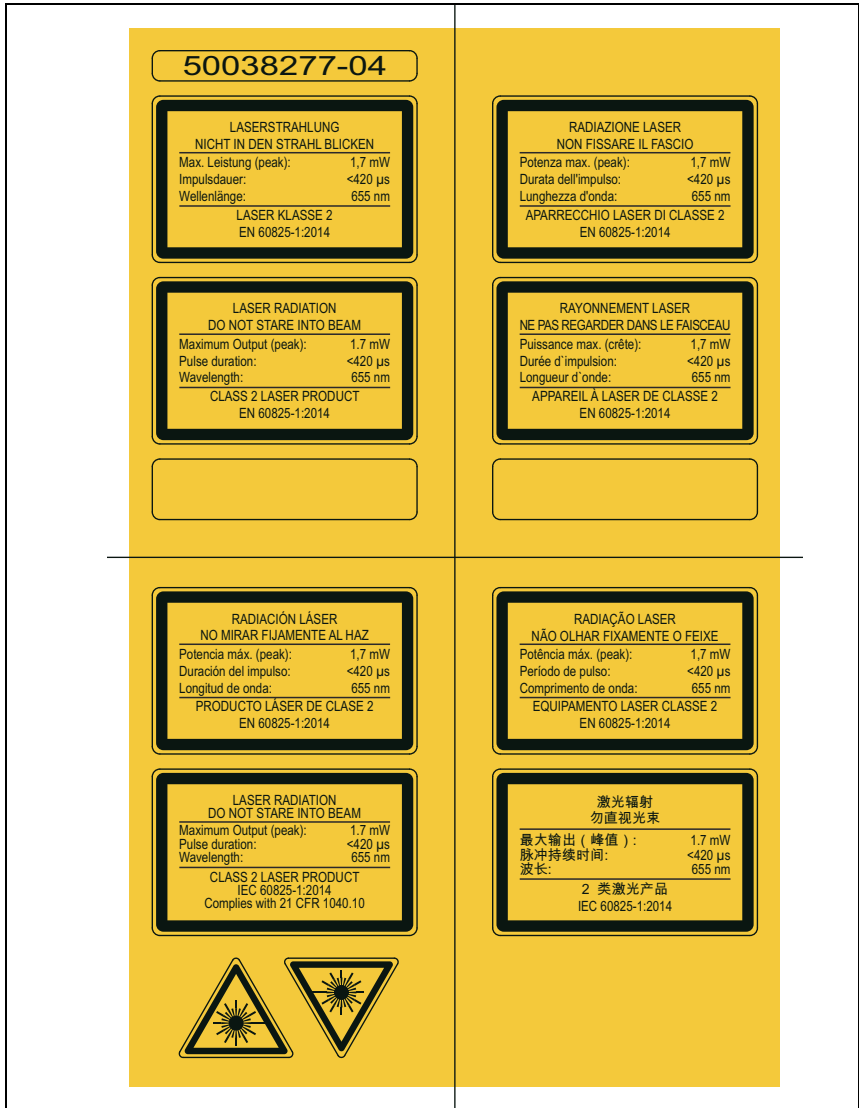 50038277-04
LASERSTRAHLUNG
NICHT IN DEN STRAHL BLICKEN
Max. Leistung (peak): 1,7 mW
Impulsdauer: <420 µs
Wellenlänge: 655 nm
LASER KLASSE 2
EN 60825-1:2014
RADIAZIONE LASER
NON FISSARE IL FASCIO
Potenza max. (peak): 1,7 mW
Durata dell'impulso: <420 µs
Lunghezza d'onda: 655 nm
APARRECCHIO LASER DI CLASSE 2
EN 60825-1:2014
LASER RADIATION
DO NOT STARE INTO BEAM
Maximum Output (peak): 1.7 mW
Pulse duration: <420 µs
Wavelength: 655 nm
CLASS 2 LASER PRODUCT
EN 60825-1:2014
RAYONNEMENT LASER
NE PAS REGARDER DANS LE FAISCEAU
Puissance max. (crête): 1,7 mW
Durée d`impulsion: <420 µs
Longueur d`onde: 655 nm
APPAREIL À LASER DE CLASSE 2
EN 60825-1:2014
RADIACIÓN LÁSER
NO MIRAR FIJAMENTE AL HAZ
Potencia máx. (peak): 1,7 mW
Duración del impulso: <420 µs
Longitud de onda: 655 nm
PRODUCTO LÁSER DE CLASE 2
EN 60825-1:2014
RADIAÇÃO LASER
NÃO OLHAR FIXAMENTE O FEIXE
Potência máx. (peak): 1,7 mW
Período de pulso: <420 µs
Comprimento de onda: 655 nm
EQUIPAMENTO LASER CLASSE 2
EN 60825-1:2014
LASER RADIATION
DO NOT STARE INTO BEAM
Maximum Output (peak): 1.7 mW
Pulse duration: <420 µs
Wavelength: 655 nm
CLASS 2 LASER PRODUCT
IEC 60825-1:2014
Complies with 21 CFR 1040.10
激光辐射
勿直视光束
最大输出（峰值）: 1.7 mW
脉冲持续时间: <420 µs
波长: 655 nm
2 类激光产品
IEC 60825-1:2014